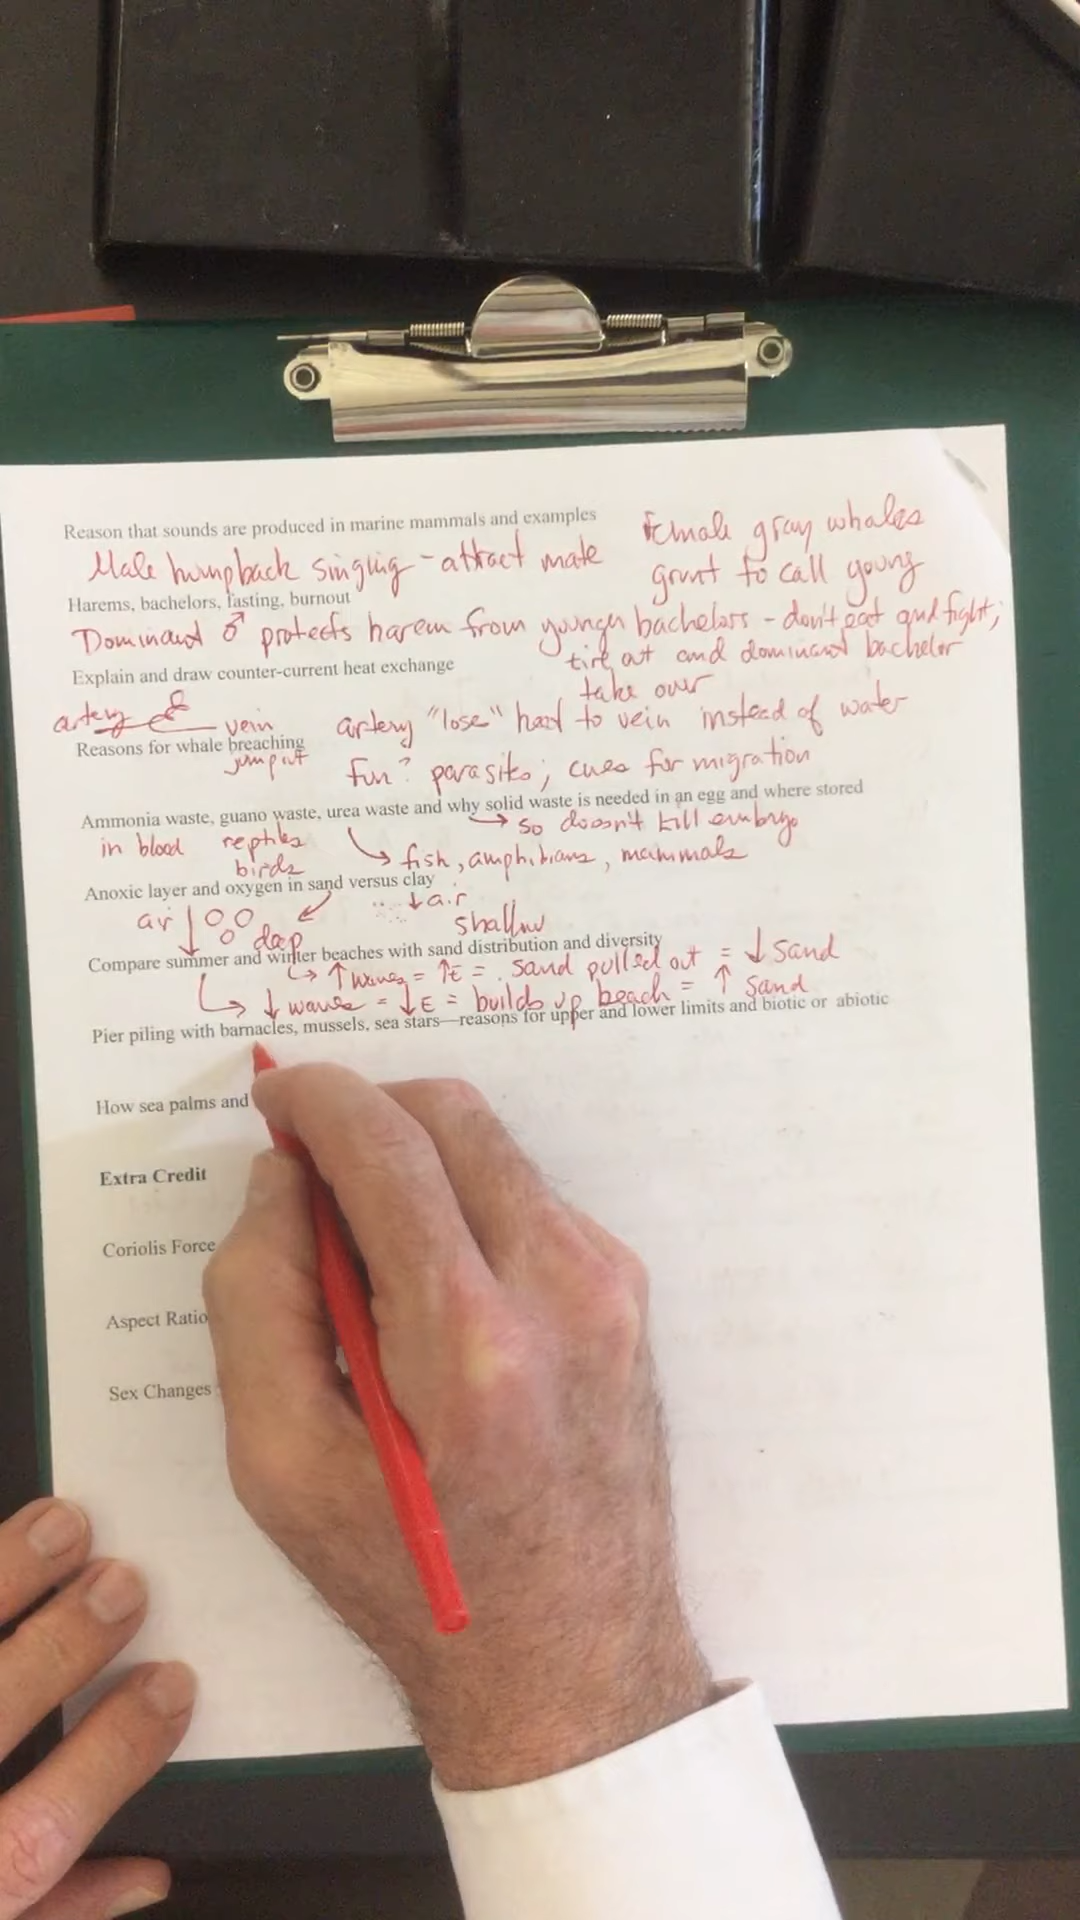 Reason that sounds are produced in marine mammals and examples
Male humpback singing - attract mate
Female gray whales
grunt to call young
Harems, bachelors, fasting, burnout
Dominant ♂ protects harem from younger bachelors - don't eat and fight;
tire out and dominant bachelor
take over
Explain and draw counter-current heat exchange
artery vein artery "lose" heat to vein instead of water
Reasons for whale breaching
jump out fun? parasites; cues for migration
Ammonia waste, guano waste, urea waste and why solid waste is needed in an egg and where stored
→ so doesn't kill embryo
in blood reptiles
birds → fish, amphibians, mammals
Anoxic layer and oxygen in sand versus clay
air ↓ deep ↓ air
shallow
Compare summer and winter beaches with sand distribution and diversity
→ ↑ waves = ↑E = sand pulled out = ↓ sand
→ ↓ waves = ↓E = builds up beach = ↑ sand
Pier piling with barnacles, mussels, sea stars—reasons for upper and lower limits and biotic or abiotic
How sea palms and
Extra Credit
Coriolis Force
Aspect Ratio
Sex Changes